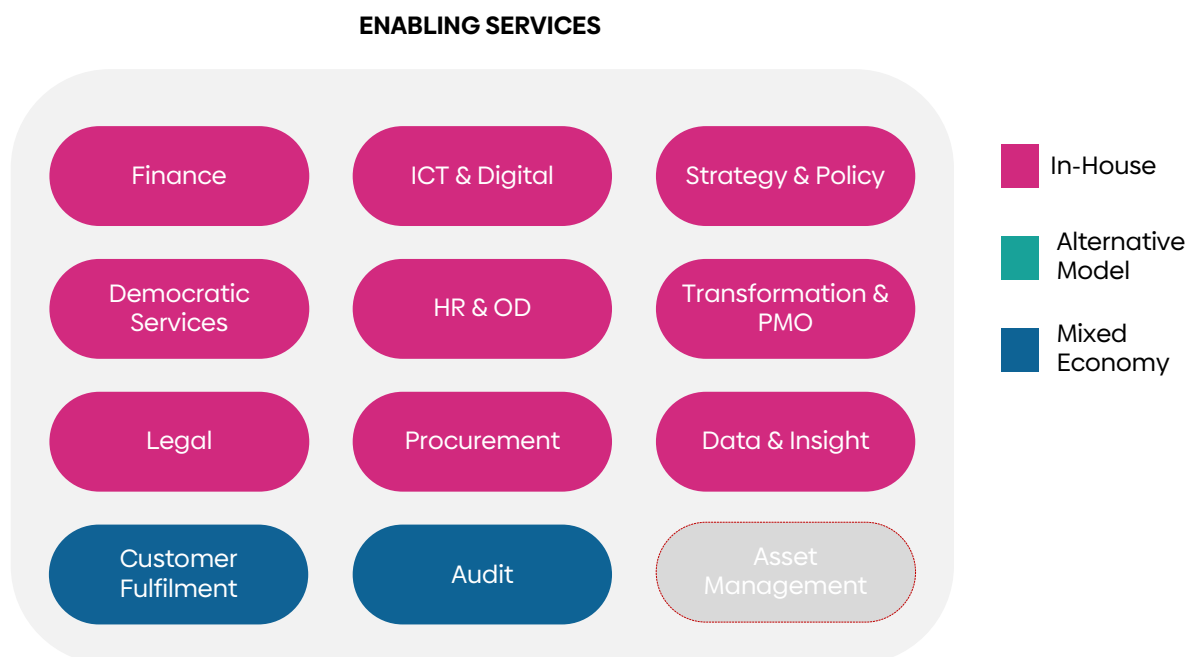 ENABLING SERVICES
Finance
ICT & Digital
Strategy & Policy
Democratic
Services
HR & OD
Transformation &
PMO
Legal
Procurement
Data & Insight
Customer
Fulfilment
Audit
Asset
Management
In-House
Alternative
Model
Mixed
Economy